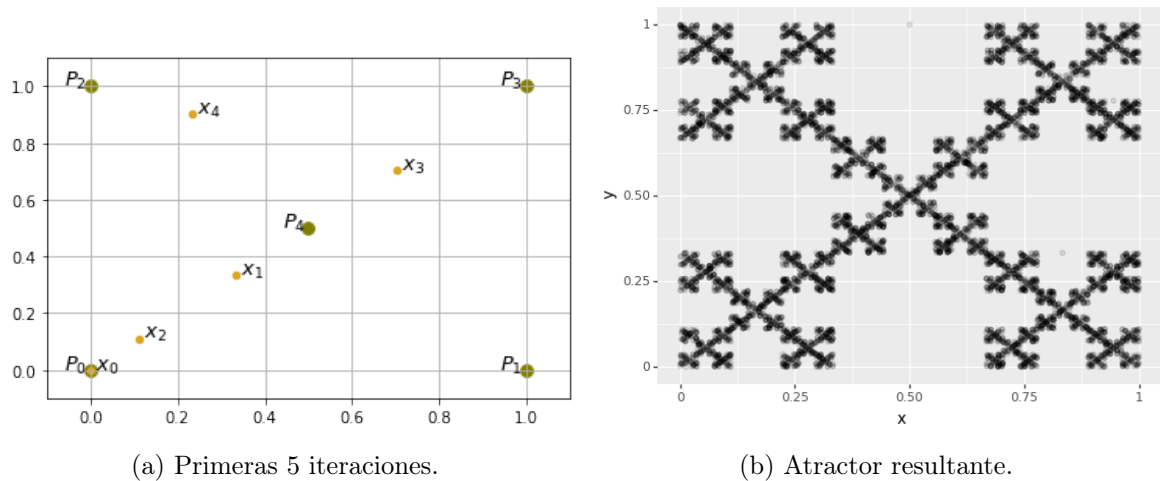 P2
P3
x4
x3
P4
x1
x2
P0 x0
P1
1.0
0.8
0.6
0.4
0.2
0.0
0.0 0.2 0.4 0.6 0.8 1.0
(a) Primeras 5 iteraciones.
1
0.75
0.50
0.25
0
y
0 0.25 0.50 0.75 1
x
(b) Atractor resultante.